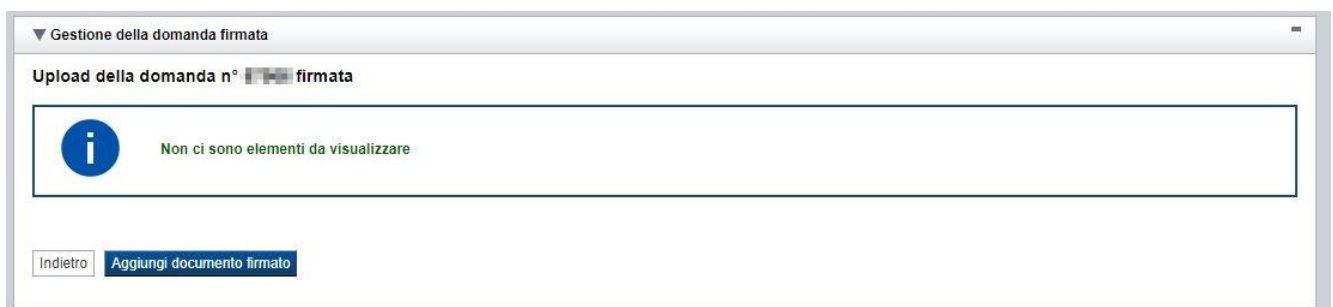 Gestione della domanda firmata
Upload della domanda n° firmata
i
Non ci sono elementi da visualizzare
Indietro Aggiungi documento firmato